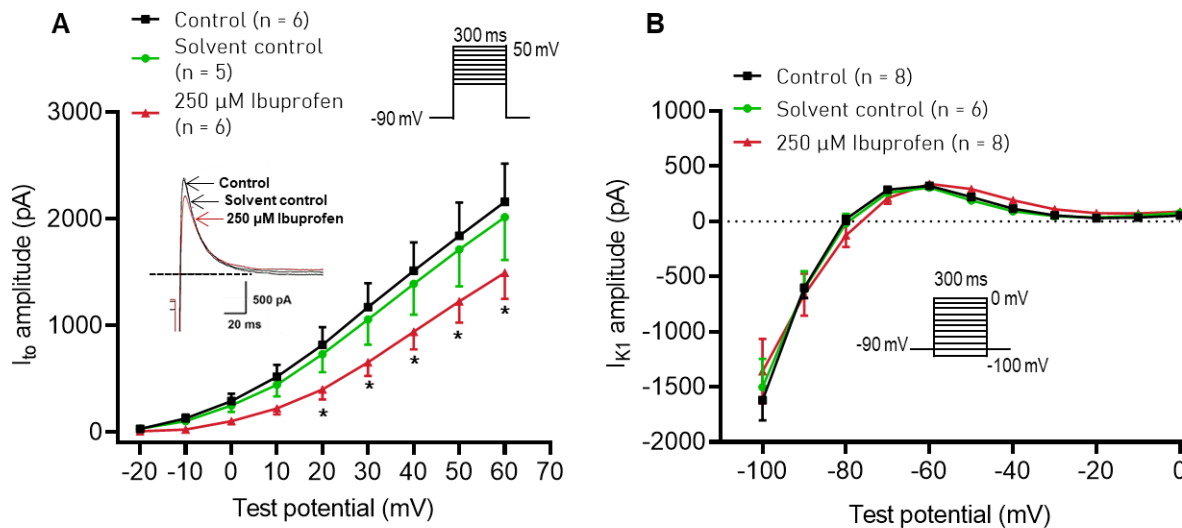 A
Control (n = 6)
Solvent control
(n = 5)
250 µM Ibuprofen
(n = 6)
300 ms
50 mV
-90 mV
Control
Solvent control
250 µM Ibuprofen
500 pA
20 ms
3000
2000
1000
0
Ito amplitude (pA)
-20 -10 0 10 20 30 40 50 60 70
* * * * *
Test potential (mV)
B
Control (n = 8)
Solvent control (n = 6)
250 µM Ibuprofen (n = 8)
1000
500
0
-500
-1000
-1500
-2000
IK1 amplitude (pA)
300 ms
0 mV
-90 mV
-100 mV
-100 -80 -60 -40 -20 0
Test potential (mV)